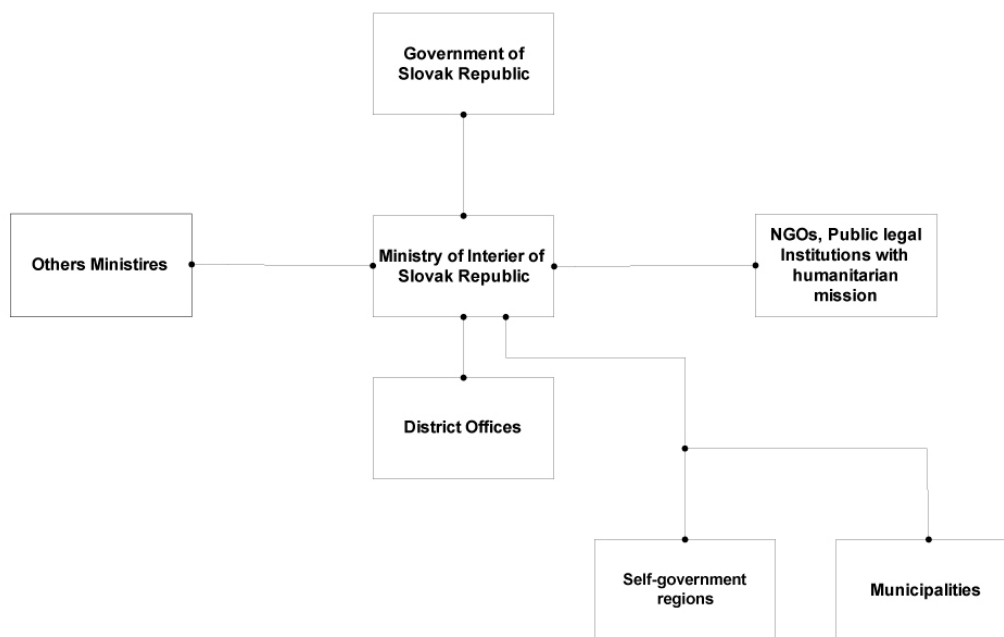 Government of
Slovak Republic
Others Ministires
Ministry of Interier of
Slovak Republic
NGOs, Public legal
Institutions with
humanitarian
mission
District Offices
Self-government
regions
Municipalities